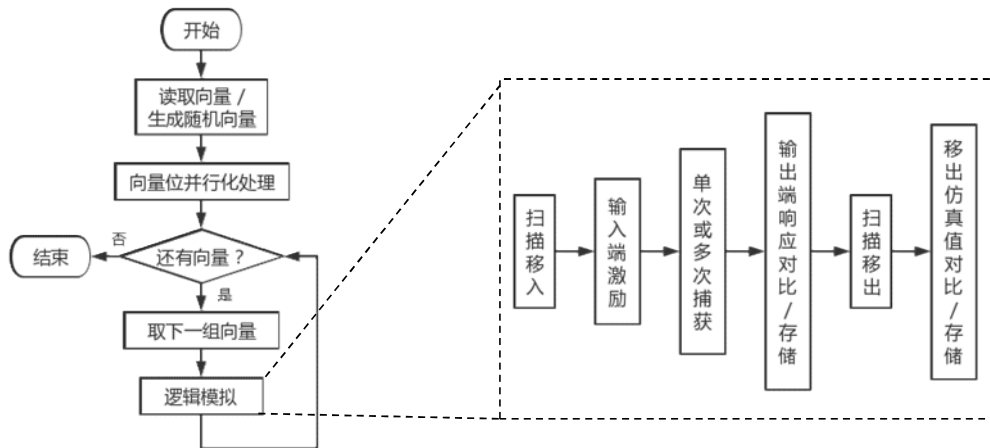 开始
读取向量 /
生成随机向量
向量位并行化处理
否
还有向量？
结束
是
取下一组向量
逻辑模拟
扫描移入
输入端激励
单次或多次捕获
输出端响应对比/存储
扫描移出
移出仿真值对比/存储